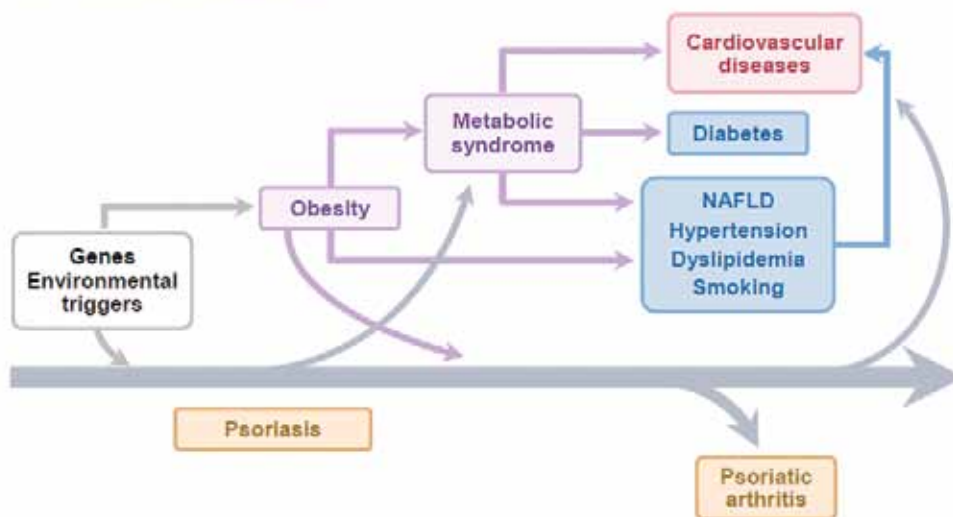 Cardiovascular
diseases
Metabolic
syndrome
Diabetes
Obesity
NAFLD
Hypertension
Dyslipidemia
Smoking
Genes
Environmental
triggers
Psoriasis
Psoriatic
arthritis